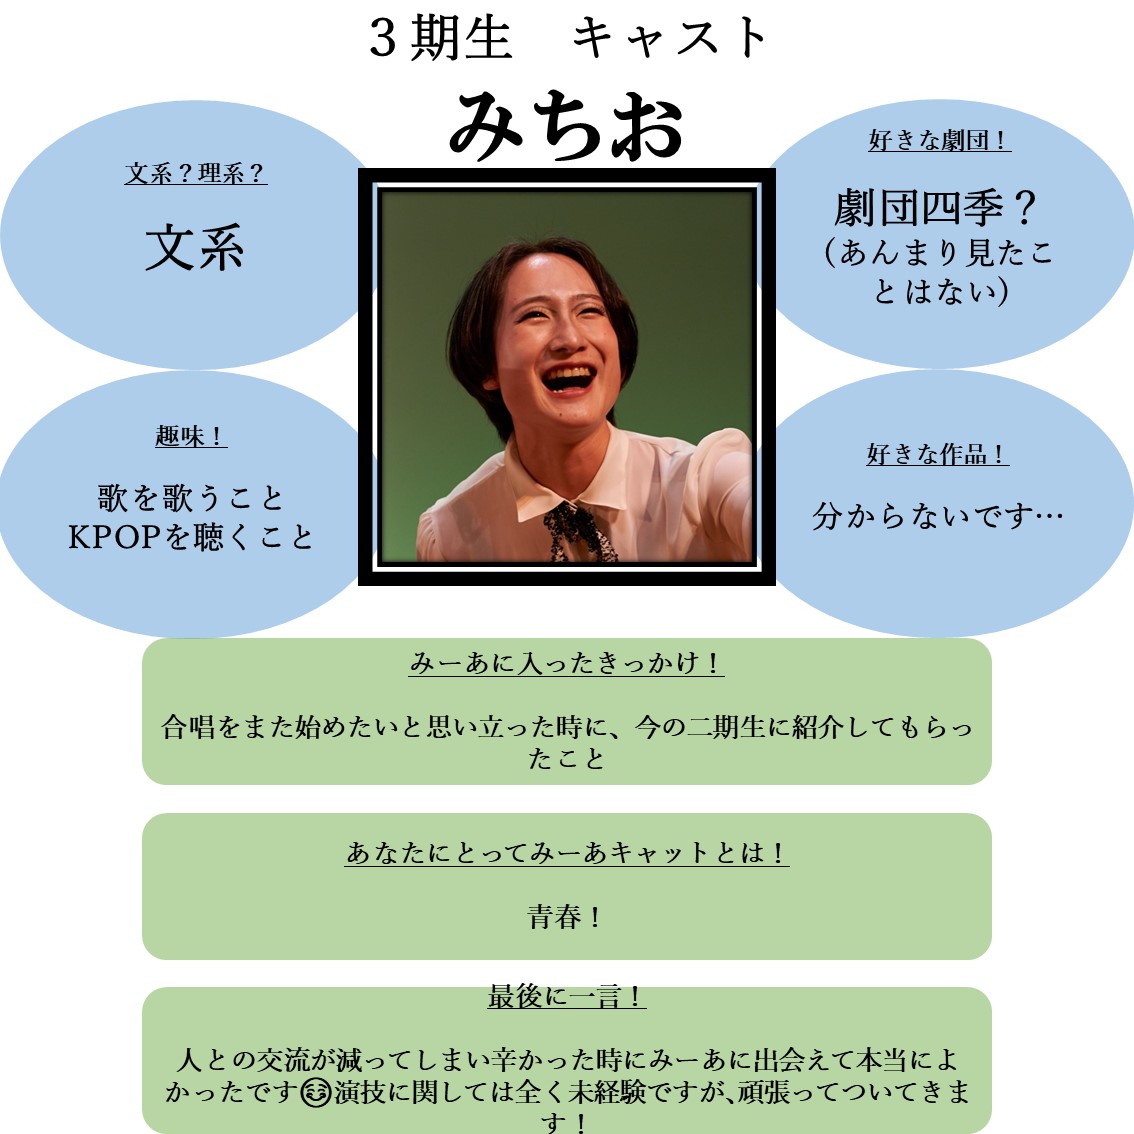 ３期生　キャスト
みちお
文系？理系？
文系
好きな劇団！
劇団四季？
(あんまり見たこ
とはない)
趣味！
歌を歌うこと
KPOPを聴くこと
好きな作品！
分からないです…
みーあに入ったきっかけ！
合唱をまた始めたいと思い立った時に、今の二期生に紹介してもらっ
たこと
あなたにとってみーあキャットとは！
青春！
最後に一言！
人との交流が減ってしまい辛かった時にみーあに出会えて本当によ
かったです😂演技に関しては全く未経験ですが､頑張ってついてきま
す！